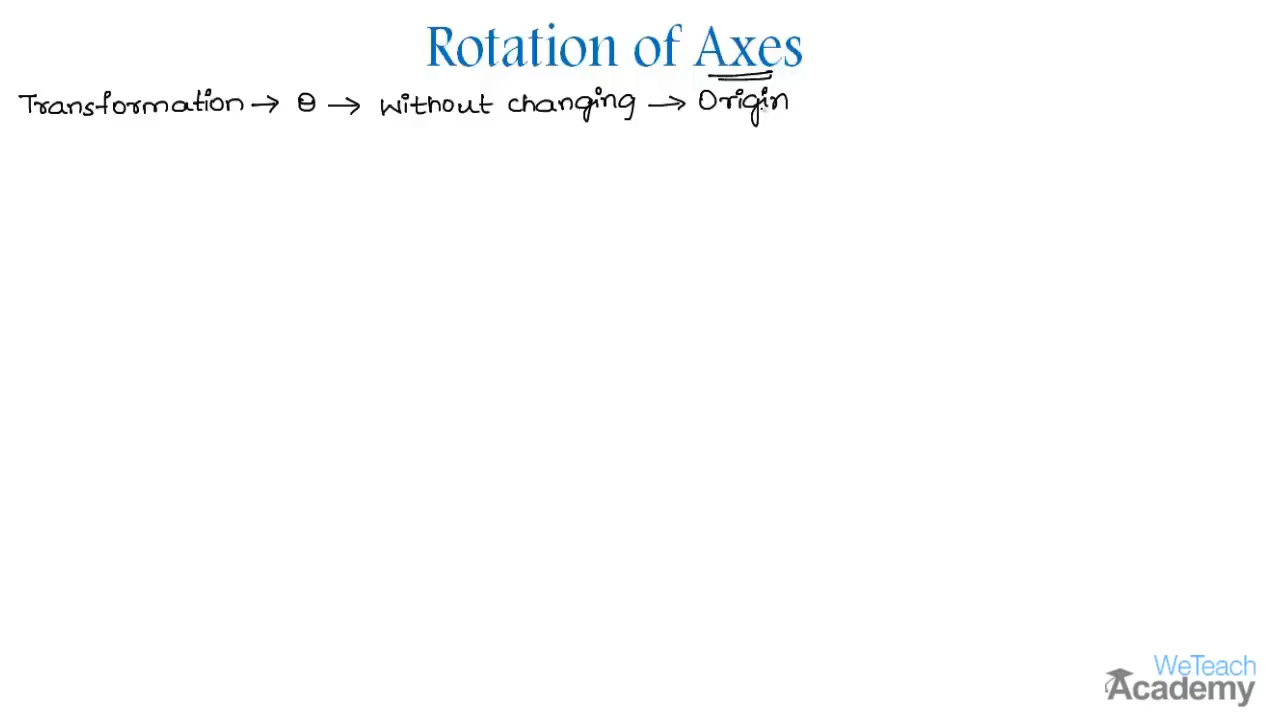 Rotation of Axes
Transformation → θ → without changing → Origin
WeTeach
Academy